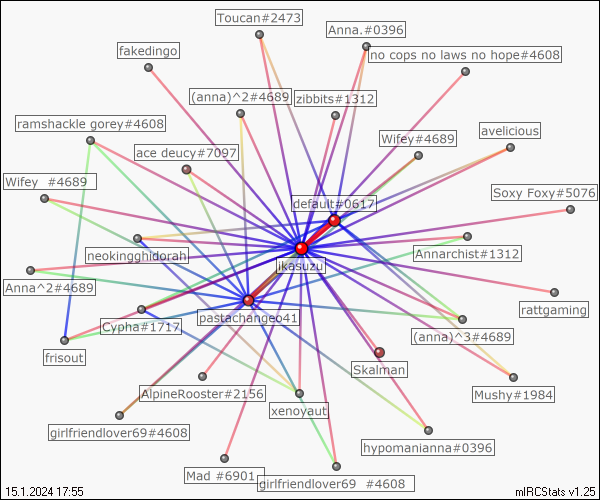 Toucan#2473
Anna.#0396
fakedingo
no cops no laws no hope#4608
(anna)^2#4689
zibbits#1312
ramshackle gorey#4608
Wifey#4689
avelicious
ace deucy#7097
Wifey  #4689
Soxy Foxy#5076
default#0617
neokingghidorah
Annarchist#1312
jkasuzu
Anna^2#4689
rattgaming
pastachangeo41
Cypha#1717
(anna)^3#4689
frisout
Skalman
AlpineRooster#2156
Mushy#1984
xenoyaut
girlfriendlover69#4608
hypomanianna#0396
Mad #6901
girlfriendlover69  #4608
15.1.2024 17:55
mIRCStats v1.25